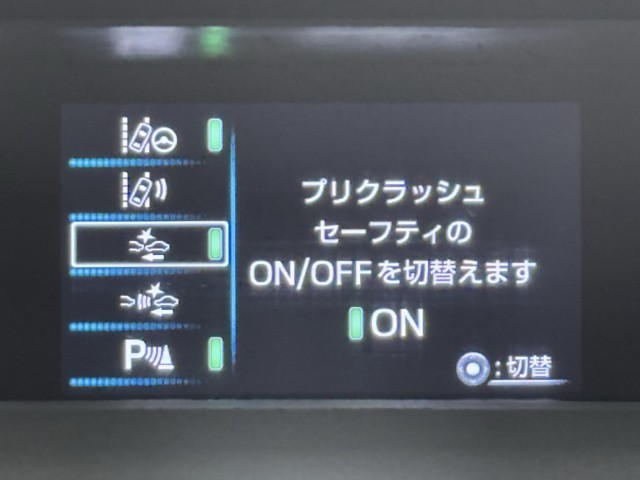 プリクラッシュ
セーフティの
ON/OFFを切替えます
ON
P
:切替